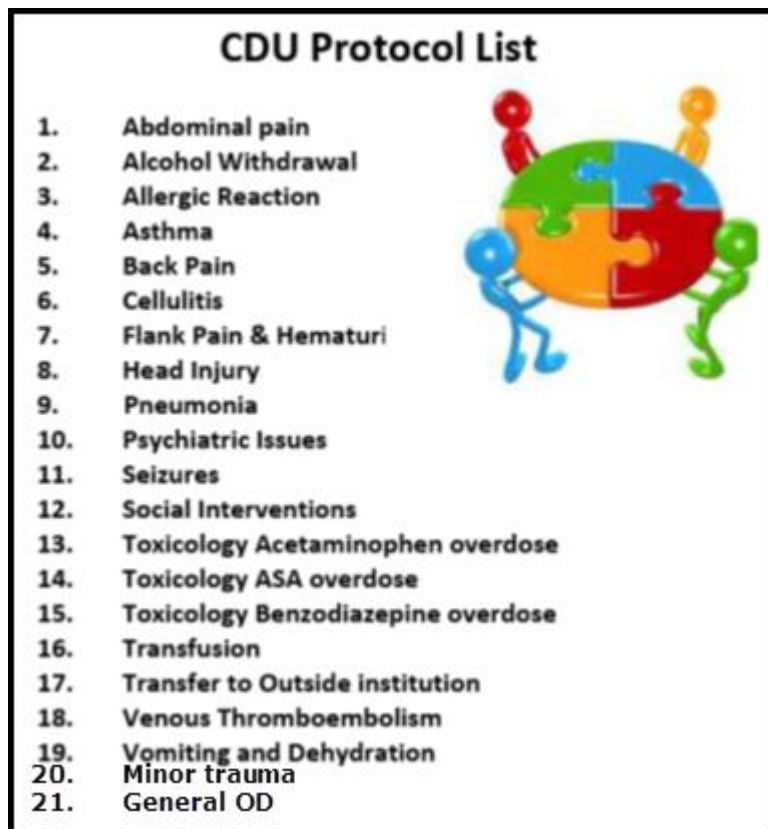 CDU Protocol List
1. Abdominal pain
2. Alcohol Withdrawal
3. Allergic Reaction
4. Asthma
5. Back Pain
6. Cellulitis
7. Flank Pain & Hematuri
8. Head Injury
9. Pneumonia
10. Psychiatric Issues
11. Seizures
12. Social Interventions
13. Toxicology Acetaminophen overdose
14. Toxicology ASA overdose
15. Toxicology Benzodiazepine overdose
16. Transfusion
17. Transfer to Outside institution
18. Venous Thromboembolism
19. Vomiting and Dehydration
20. Minor trauma
21. General OD